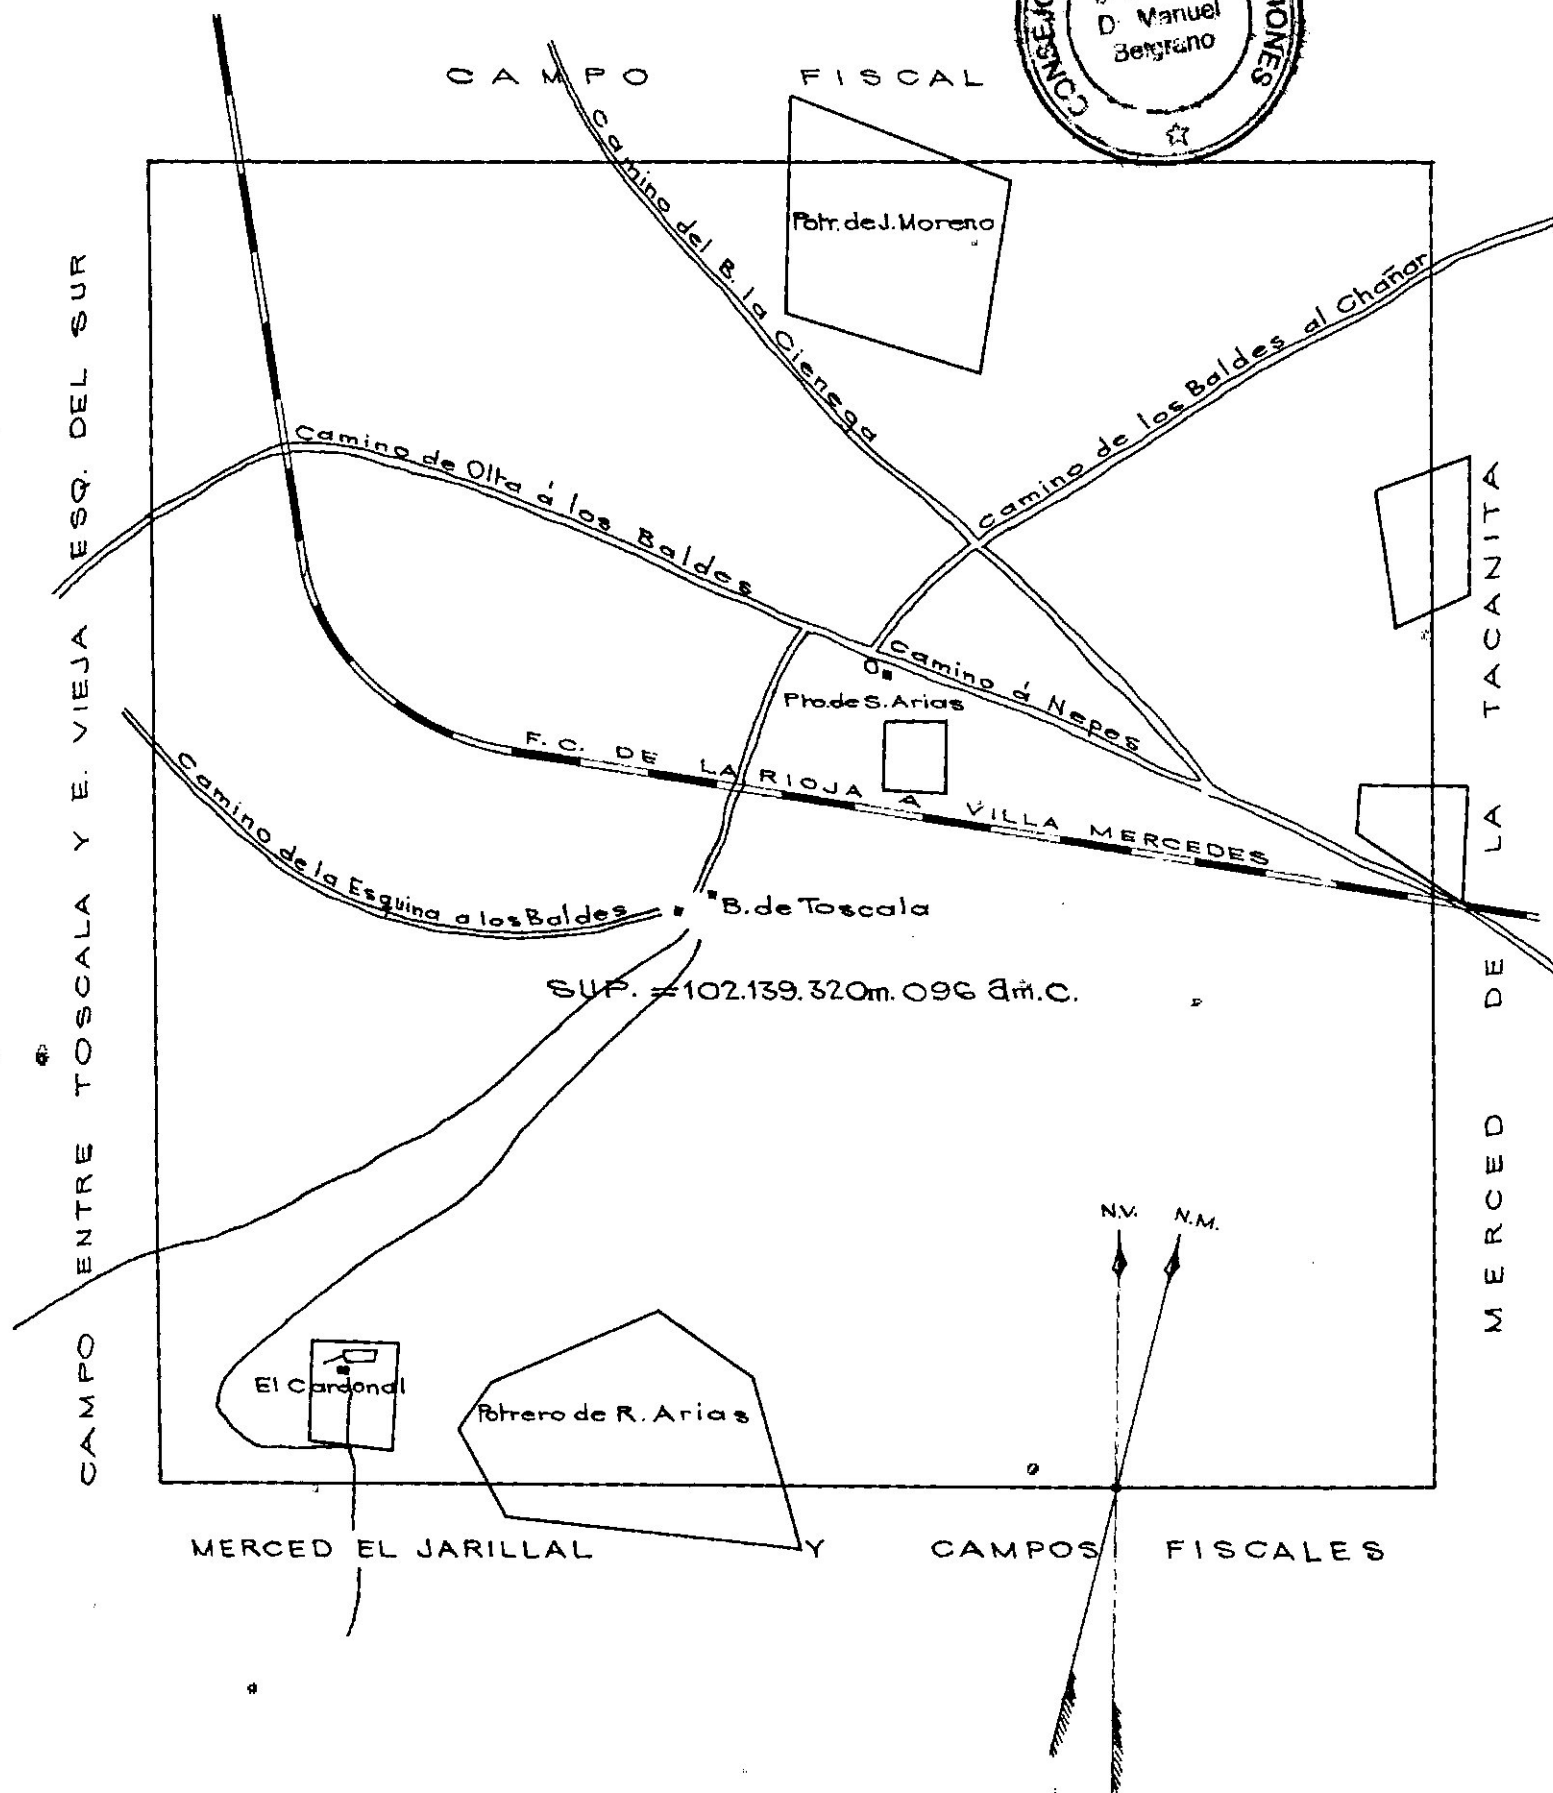 D. Manuel
Belgrano
CONSEJO
IONES
CAMPO FISCAL
Camino del B. la Cienega
Potr. de J. Moreno
Camino de los Baldes al Chañar
CAMPO ENTRE TOSCALA Y E. VIEJA ESQ. DEL SUR
Camino de Olta á los Baldes
MERCED DE LA TACANITA
Camino á Nepes
Pto. de S. Arias
F.C. DE LA RIOJA A VILLA MERCEDES
Camino de la Esquina a los Baldes
B. de Toscala
SUP. = 102.139.320m. 096 dm.C.
N.V. N.M.
El Cardonal
Potrero de R. Arias
MERCED EL JARILLAL Y CAMPOS FISCALES